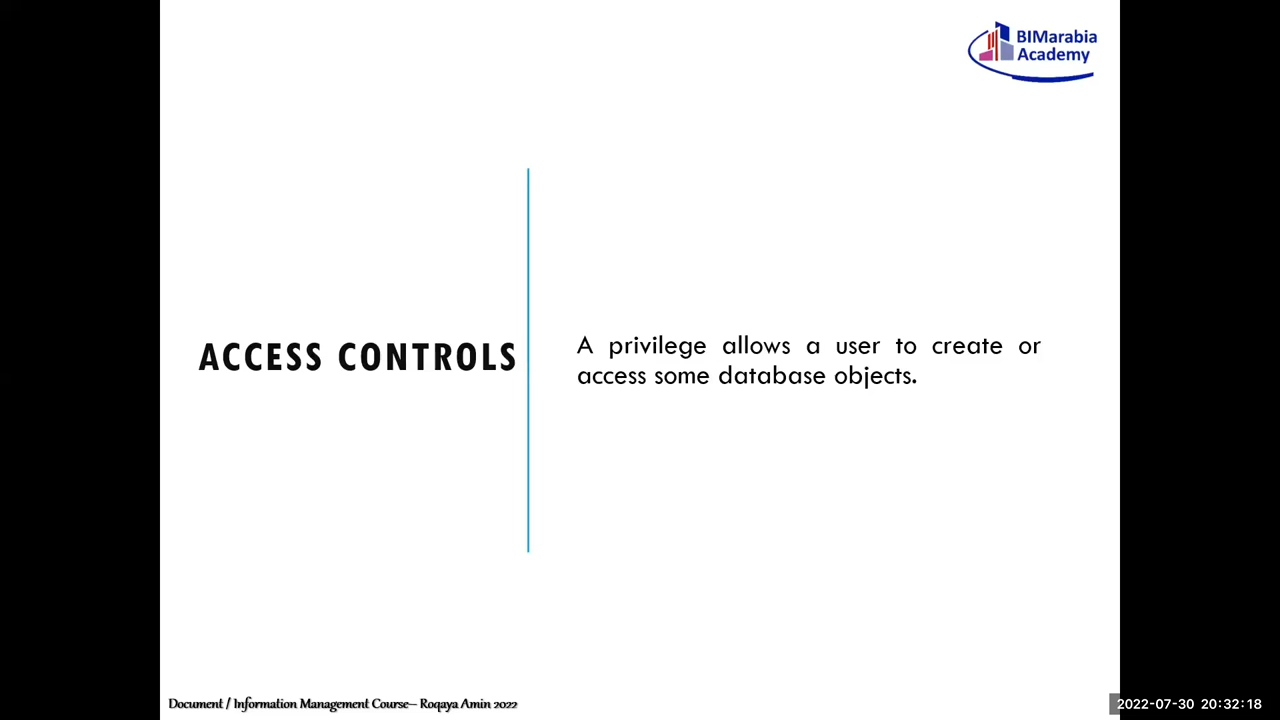 BIMarabia
Academy
ACCESS CONTROLS
A privilege allows a user to create or
access some database objects.
Document / Information Management Course– Roqaya Amin 2022
2022-07-30 20:32:18